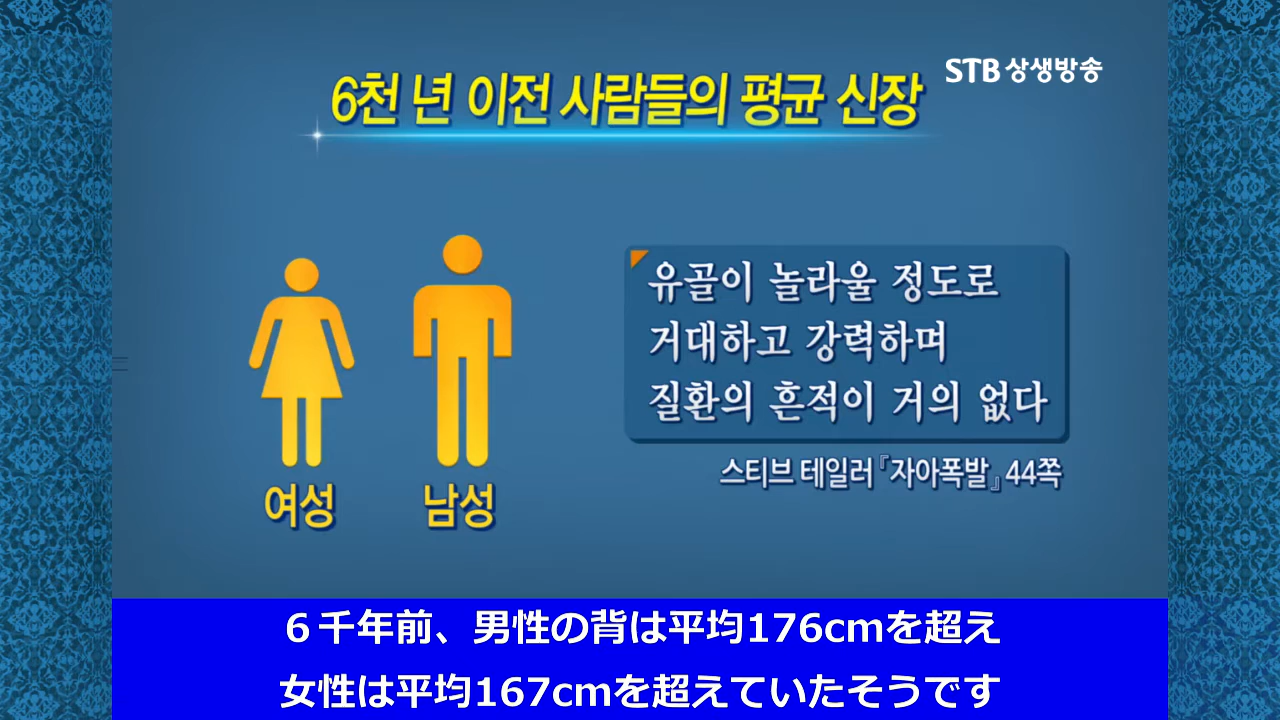 6천 년 이전 사람들의 평균 신장
STB 상생방송
유골이 놀라울 정도로
거대하고 강력하며
질환의 흔적이 거의 없다
스티브 테일러『자아폭발』44쪽
여성
남성
６千年前、男性の背は平均176cmを超え
女性は平均167cmを超えていたそうです